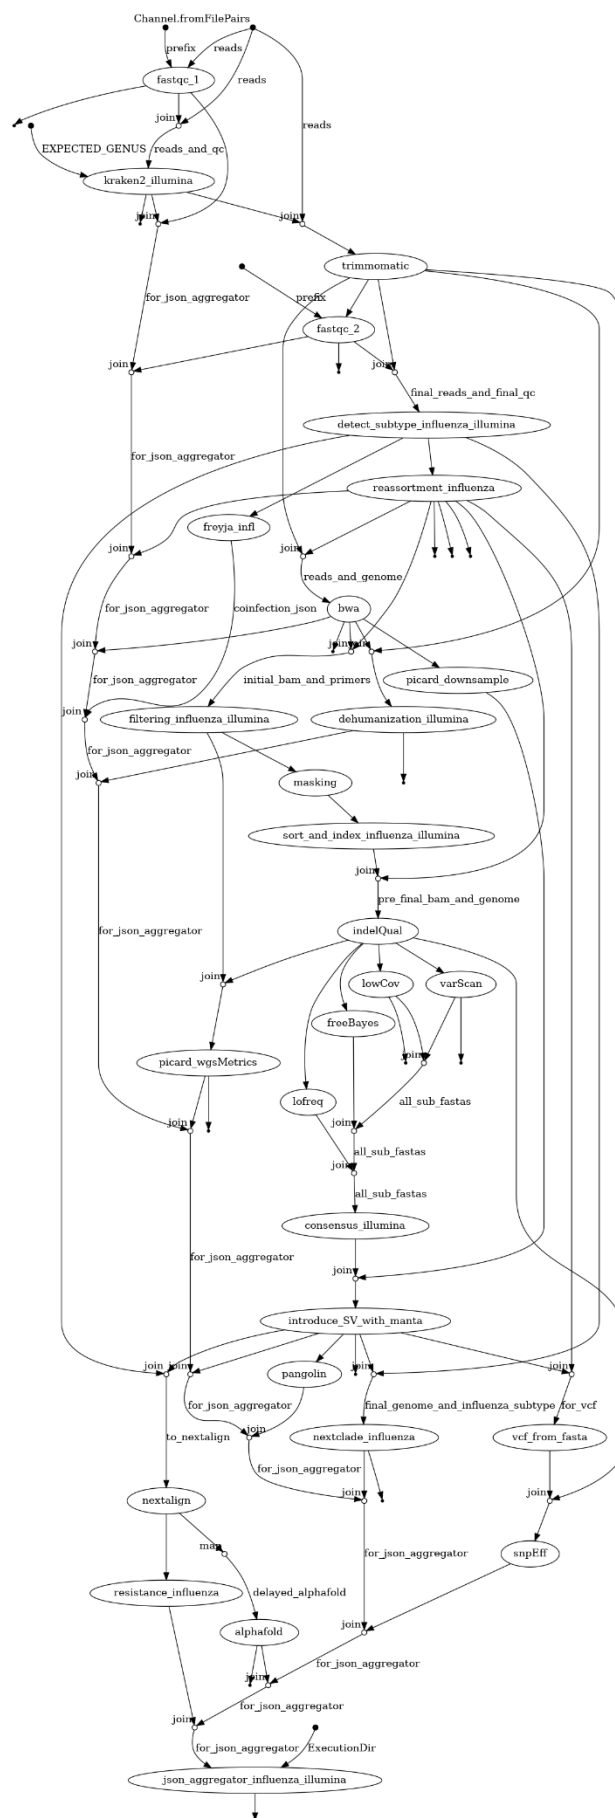 Channel.fromFilePairs
prefix
reads
fastqc_1
reads
join
reads
EXPECTED_GENUS
reads_and_qc
kraken2_illumina
join
join
trimmomatic
for_json_aggregator
prefix
fastqc_2
join
join
final_reads_and_final_qc
detect_subtype_influenza_illumina
for_json_aggregator
reassortment_influenza
freyja_infl
join
join
reads_and_genome
for_json_aggregator
coinfection_json
bwa
join
join
join
for_json_aggregator
initial_bam_and_primers
picard_downsample
join
filtering_influenza_illumina
dehumanization_illumina
for_json_aggregator
join
masking
sort_and_index_influenza_illumina
join
pre_final_bam_and_genome
for_json_aggregator
indelQual
join
lowCov
varScan
freeBayes
join
picard_wgsMetrics
lofreq
all_sub_fastas
join
join
all_sub_fastas
join
all_sub_fastas
consensus_illumina
for_json_aggregator
join
introduce_SV_with_manta
join
join
join
join
pangolin
for_json_aggregator
final_genome_and_influenza_subtype
for_vcf
to_nextalign
join
nextclade_influenza
vcf_from_fasta
for_json_aggregator
nextalign
join
join
map
for_json_aggregator
snpEff
resistance_influenza
delayed_alphafold
alphafold
join
for_json_aggregator
join
for_json_aggregator
join
for_json_aggregator
ExecutionDir
json_aggregator_influenza_illumina